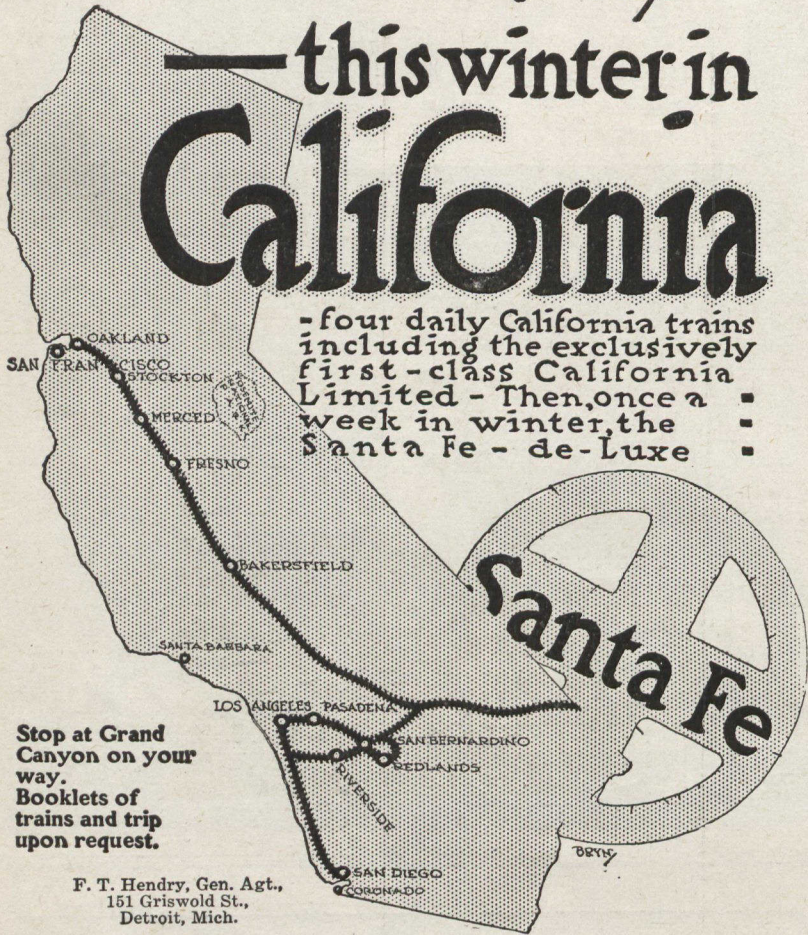 —this winter in
California
-four daily California trains
including the exclusively
first-class California
Limited - Then, once a
week in winter, the
Santa Fe - de-Luxe
OAKLAND
SAN FRANCISCO
STOCKTON
MERCED
FRESNO
BAKERSFIELD
SANTA BARBARA
LOS ANGELES PASADENA
SAN BERNARDINO
REDLANDS
RIVERSIDE
SAN DIEGO
CORONADO
Santa Fe
Stop at Grand
Canyon on your
way.
Booklets of
trains and trip
upon request.
F. T. Hendry, Gen. Agt.,
151 Griswold St.,
Detroit, Mich.